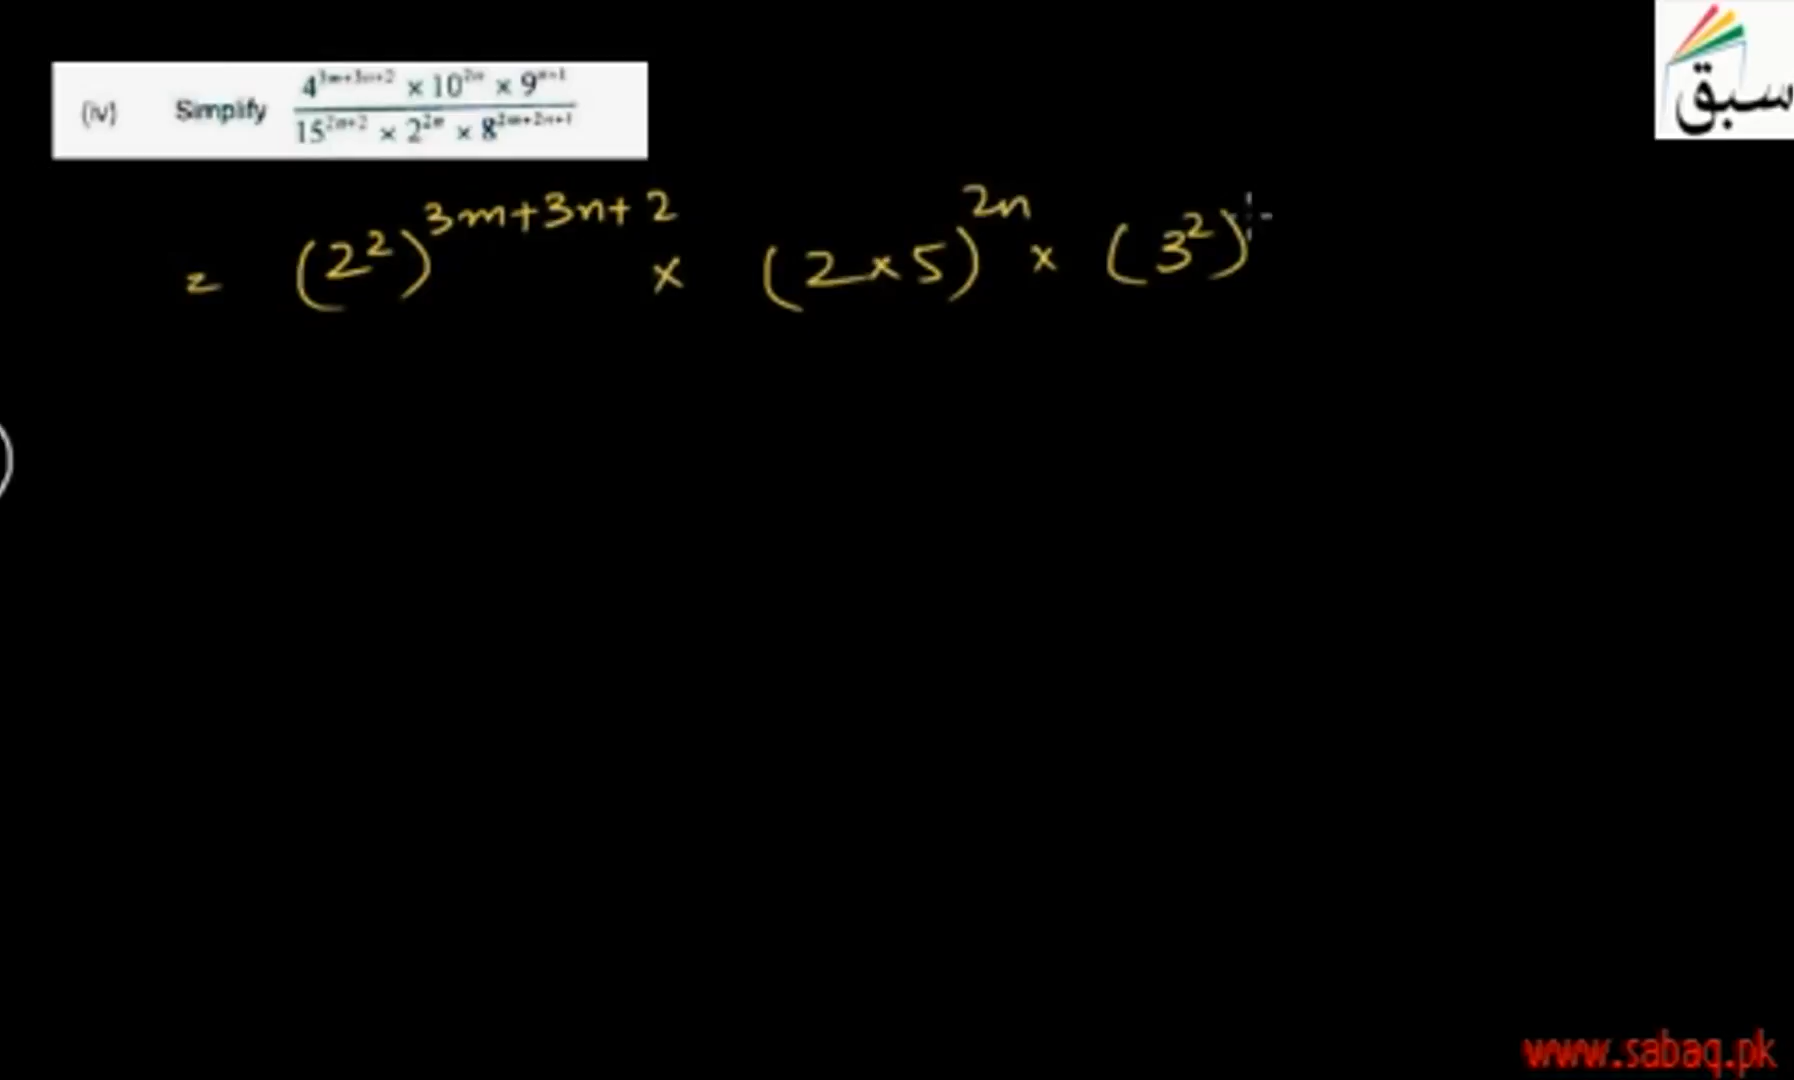 سبق
(iv) Simplify 4^{3m+3n+2} × 10^{2n} × 9^{n+1}
15^{2n+2} × 2^{2n} × 8^{2m+2n+1}
= (2²)^{3m+3n+2} × (2×5)^{2n} × (3²)
www.sabaq.pk